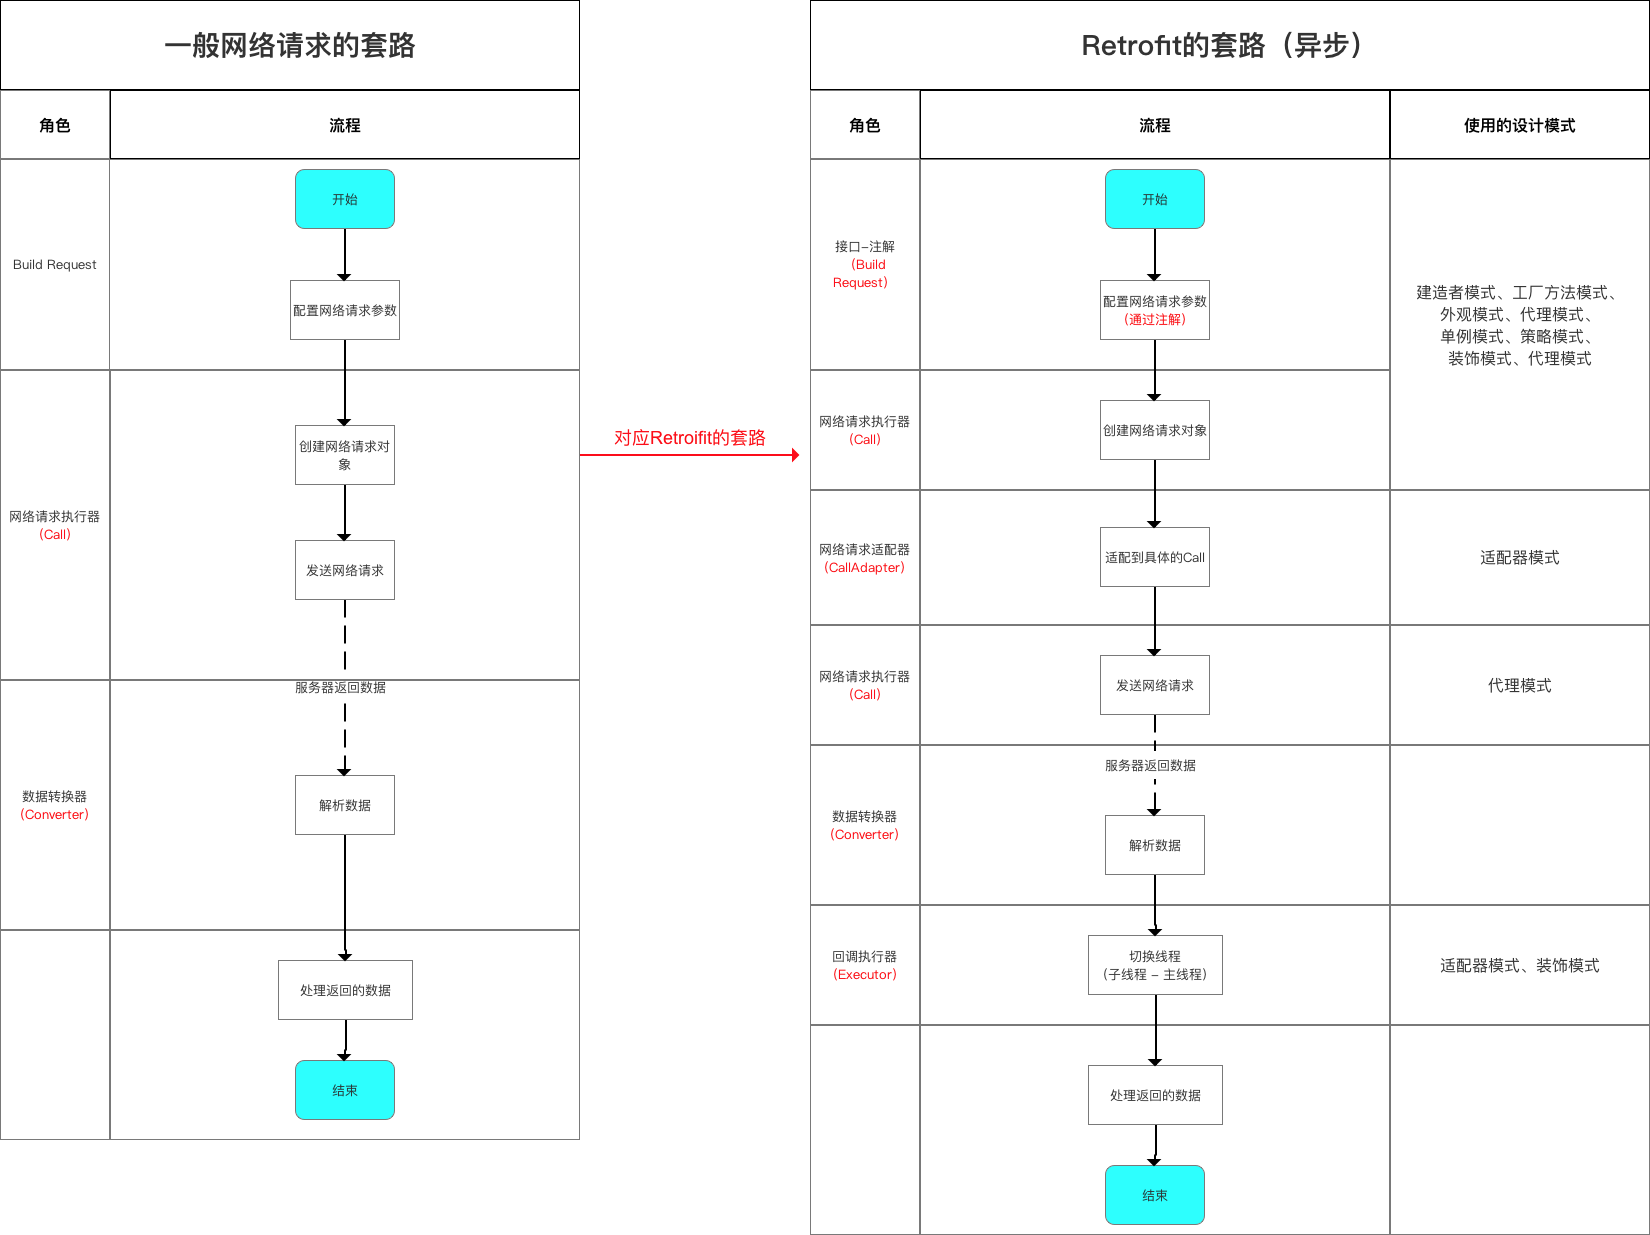 一般网络请求的套路
角色
流程
Build Request
开始
配置网络请求参数
网络请求执行器
（Call）
创建网络请求对
象
发送网络请求
服务器返回数据
数据转换器
（Converter）
解析数据
处理返回的数据
结束
对应Retroifit的套路
Retrofit的套路（异步）
角色
流程
使用的设计模式
接口-注解
（Build
Request）
开始
配置网络请求参数
（通过注解）
建造者模式、工厂方法模式、
外观模式、代理模式、
单例模式、策略模式、
装饰模式、代理模式
网络请求执行器
（Call）
创建网络请求对象
网络请求适配器
（CallAdapter）
适配到具体的Call
适配器模式
网络请求执行器
（Call）
发送网络请求
代理模式
服务器返回数据
数据转换器
（Converter）
解析数据
回调执行器
（Executor）
切换线程
（子线程 - 主线程）
适配器模式、装饰模式
处理返回的数据
结束